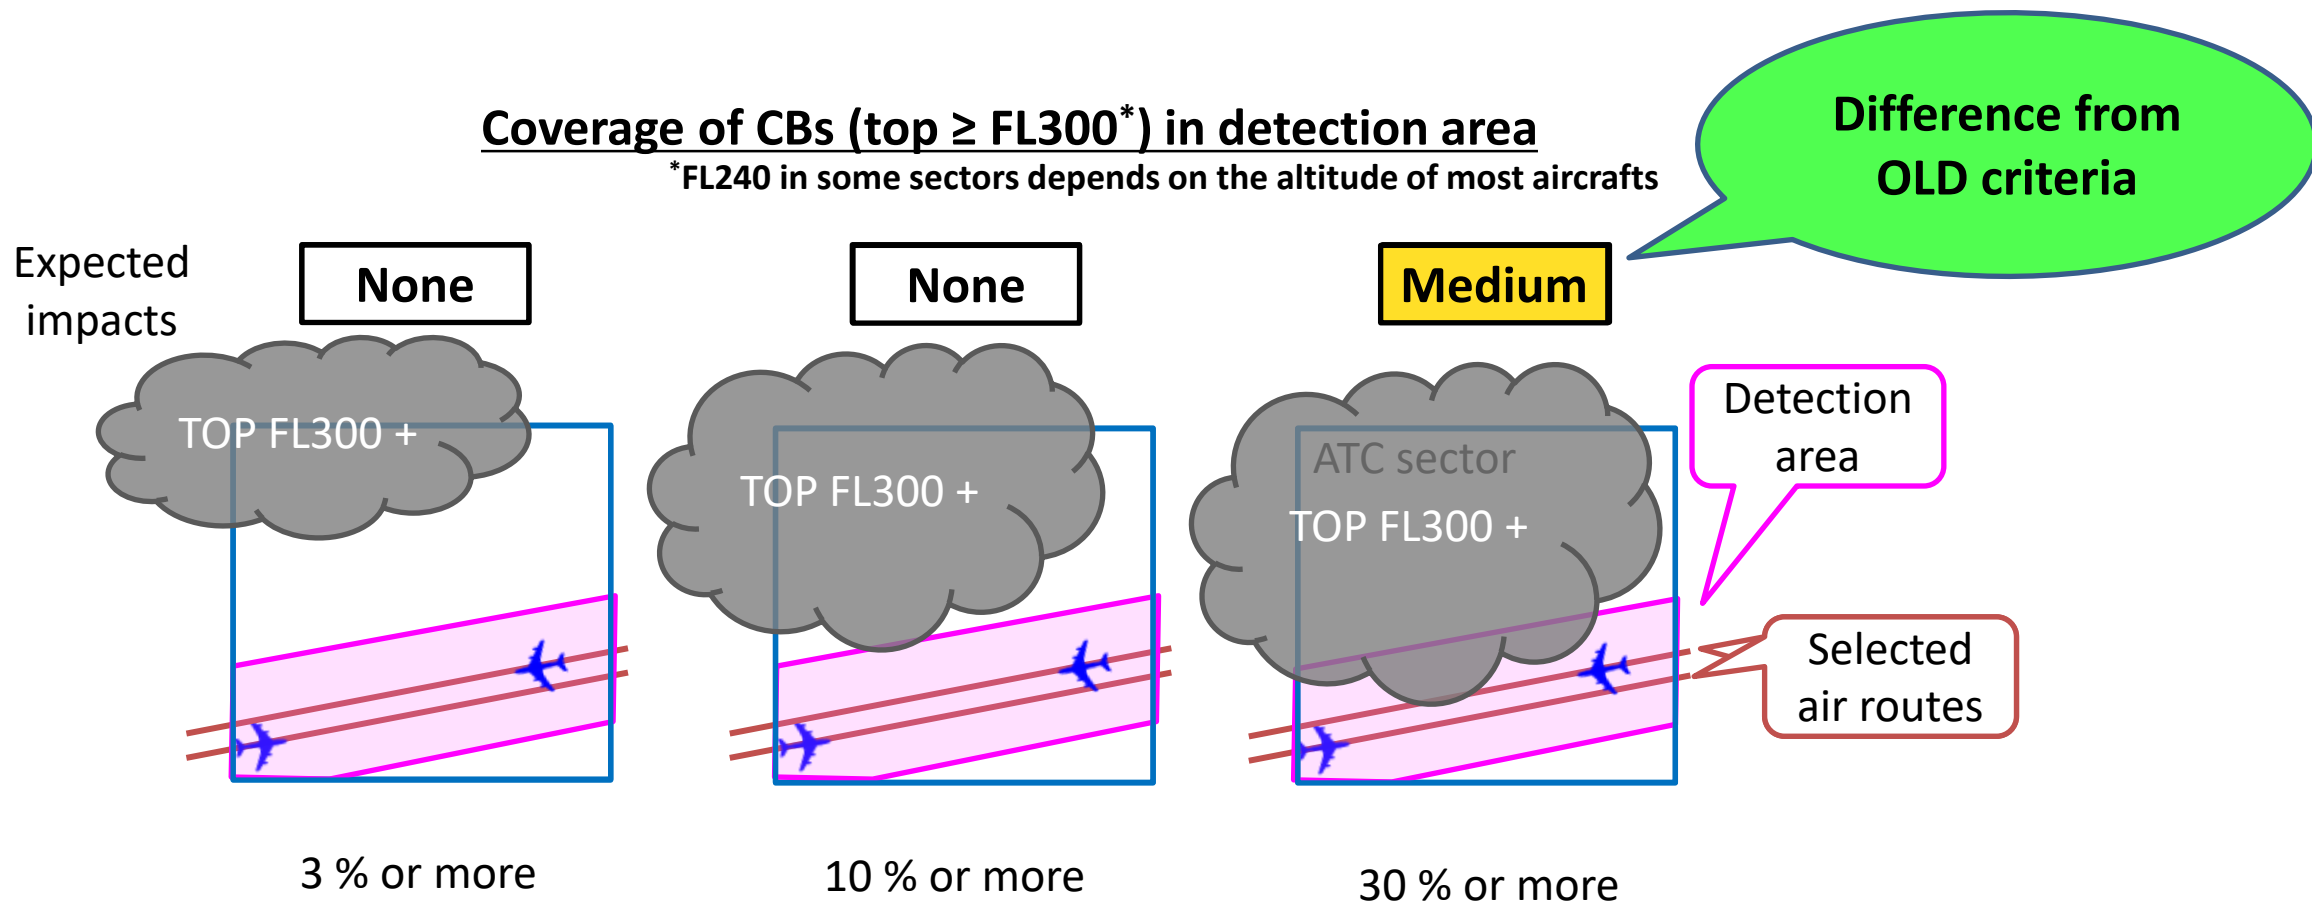 Difference from
OLD criteria
Coverage of CBs (top ≥ FL300*) in detection area
*FL240 in some sectors depends on the altitude of most aircrafts
Expected
impacts
None
None
Medium
TOP FL300 +
TOP FL300 +
ATC sector
TOP FL300 +
Detection
area
Selected
air routes
3 % or more
10 % or more
30 % or more